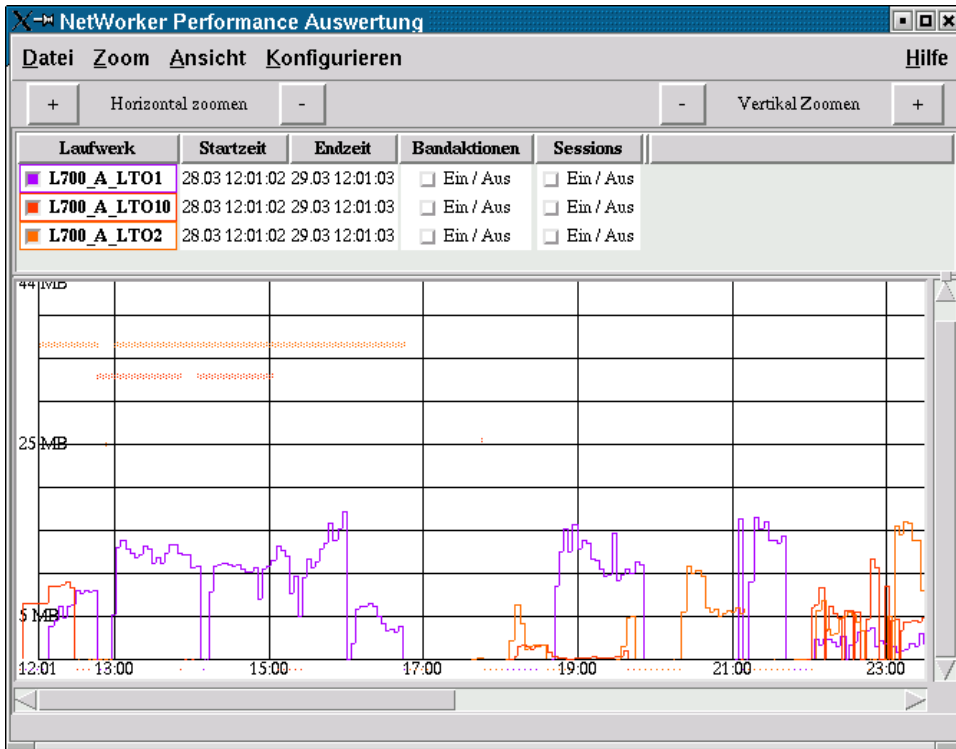 NetWorker Performance Auswertung
Datei Zoom Ansicht Konfigurieren Hilfe
+ Horizontal zoomen - - Vertikal Zoomen +
Laufwerk Startzeit Endzeit Bandaktionen Sessions
L700_A_LTO1 28.03 12:01:02 29.03 12:01:03 Ein / Aus Ein / Aus
L700_A_LTO10 28.03 12:01:02 29.03 12:01:03 Ein / Aus Ein / Aus
L700_A_LTO2 28.03 12:01:02 29.03 12:01:03 Ein / Aus Ein / Aus
44 MB
25 MB
5 MB
12:01 13:00 15:00 17:00 19:00 21:00 23:00